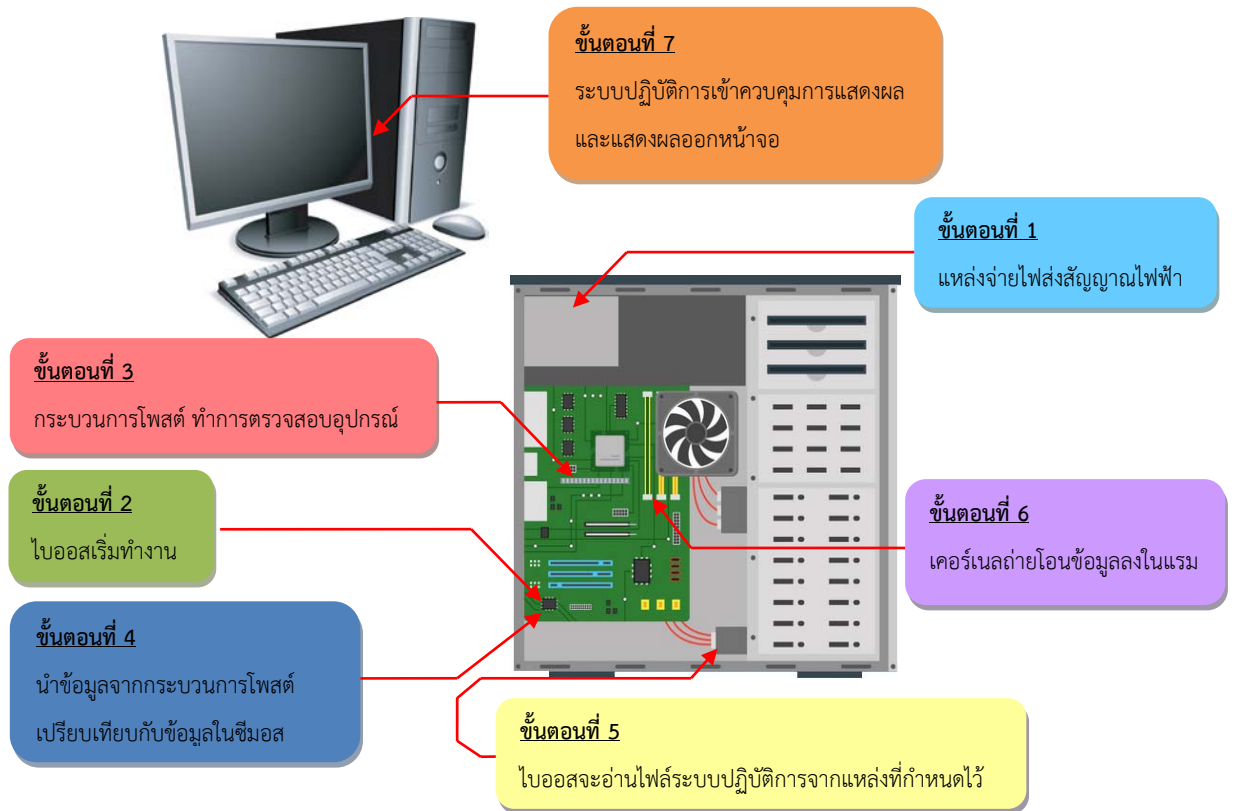 ขั้นตอนที่ 7
ระบบปฏิบัติการเข้าควบคุมการแสดงผล
และแสดงผลออกหน้าจอ
ขั้นตอนที่ 1
แหล่งจ่ายไฟส่งสัญญาณไฟฟ้า
ขั้นตอนที่ 3
กระบวนการโพสต์ ทำการตรวจสอบอุปกรณ์
ขั้นตอนที่ 2
ไบออสเริ่มทำงาน
ขั้นตอนที่ 6
เคอร์เนลถ่ายโอนข้อมูลลงในแรม
ขั้นตอนที่ 4
นำข้อมูลจากกระบวนการโพสต์
เปรียบเทียบกับข้อมูลในซีมอส
ขั้นตอนที่ 5
ไบออสจะอ่านไฟล์ระบบปฏิบัติการจากแหล่งที่กำหนดไว้